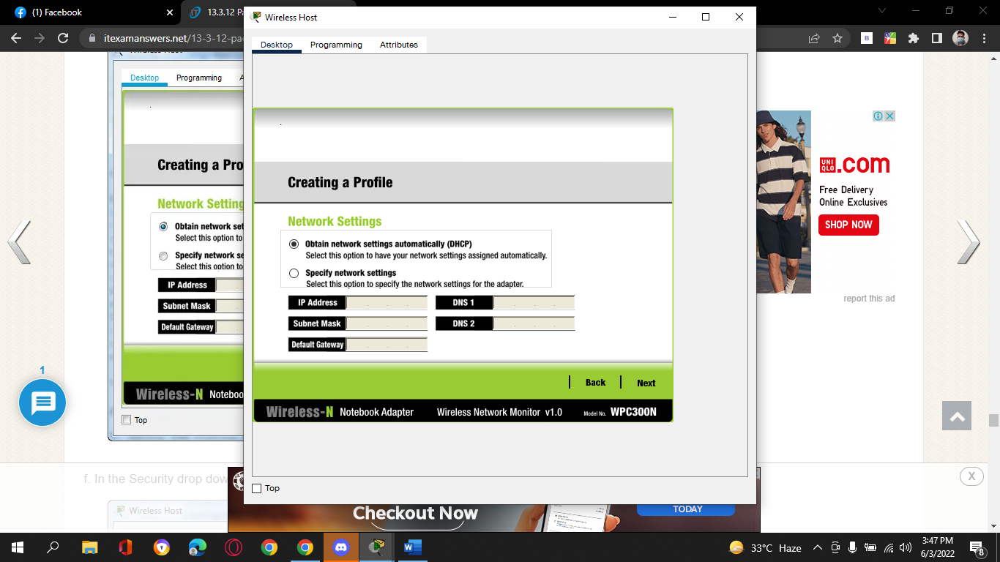 (1) Facebook
13.3.12 Pa
itexamanswers.net/13-3-12-pa
B
Wireless Host
Desktop
Programming
Attributes
Creating a Profile
Network Settings
Obtain network settings automatically (DHCP)
Select this option to have your network settings assigned automatically.
Specify network settings
Select this option to specify the network settings for the adapter.
IP Address
DNS 1
Subnet Mask
DNS 2
Default Gateway
Back
Next
Wireless-N Notebook Adapter
Wireless Network Monitor v1.0
Model No. WPC300N
Top
Desktop
Programming
A
Creating a Pro
Network Setting
Obtain network set
Select this option to
Specify network se
Select this option to
IP Address
Subnet Mask
Default Gateway
Wireless-N Noteboo
Top
1
UNI
QLO
.com
Free Delivery
Online Exclusives
SHOP NOW
report this ad
f. In the Security drop dow
X
Wireless Host
Checkout Now
TODAY
33°C Haze
3:47 PM
6/3/2022
8